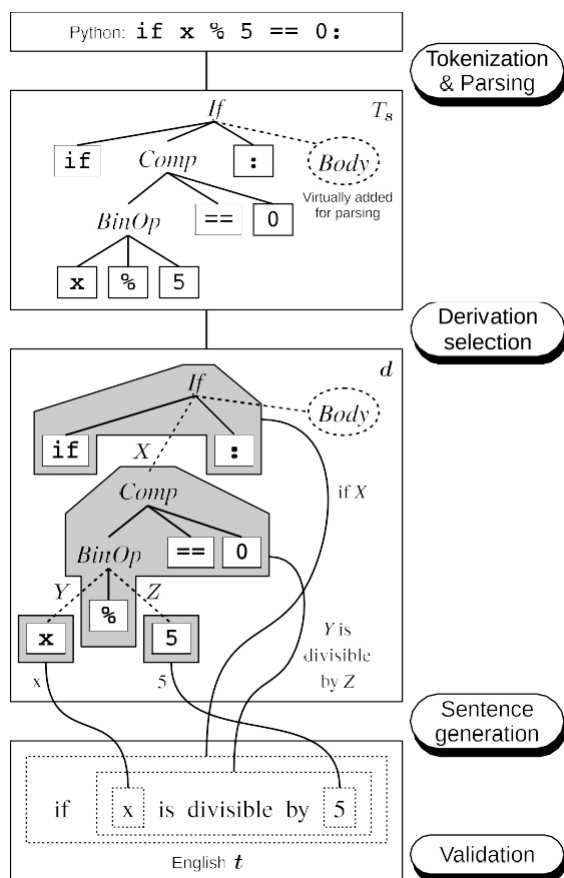 Python: if x % 5 == 0:
Tokenization
& Parsing
If
T_s
if
Comp
:
Body
Virtually added
for parsing
BinOp
==
0
x
%
5
Derivation
selection
d
If
Body
if
X
:
if X
Comp
BinOp
==
0
Y
Z
%
x
5
Y is
divisible
by Z
x
5
Sentence
generation
if x is divisible by 5
English t
Validation